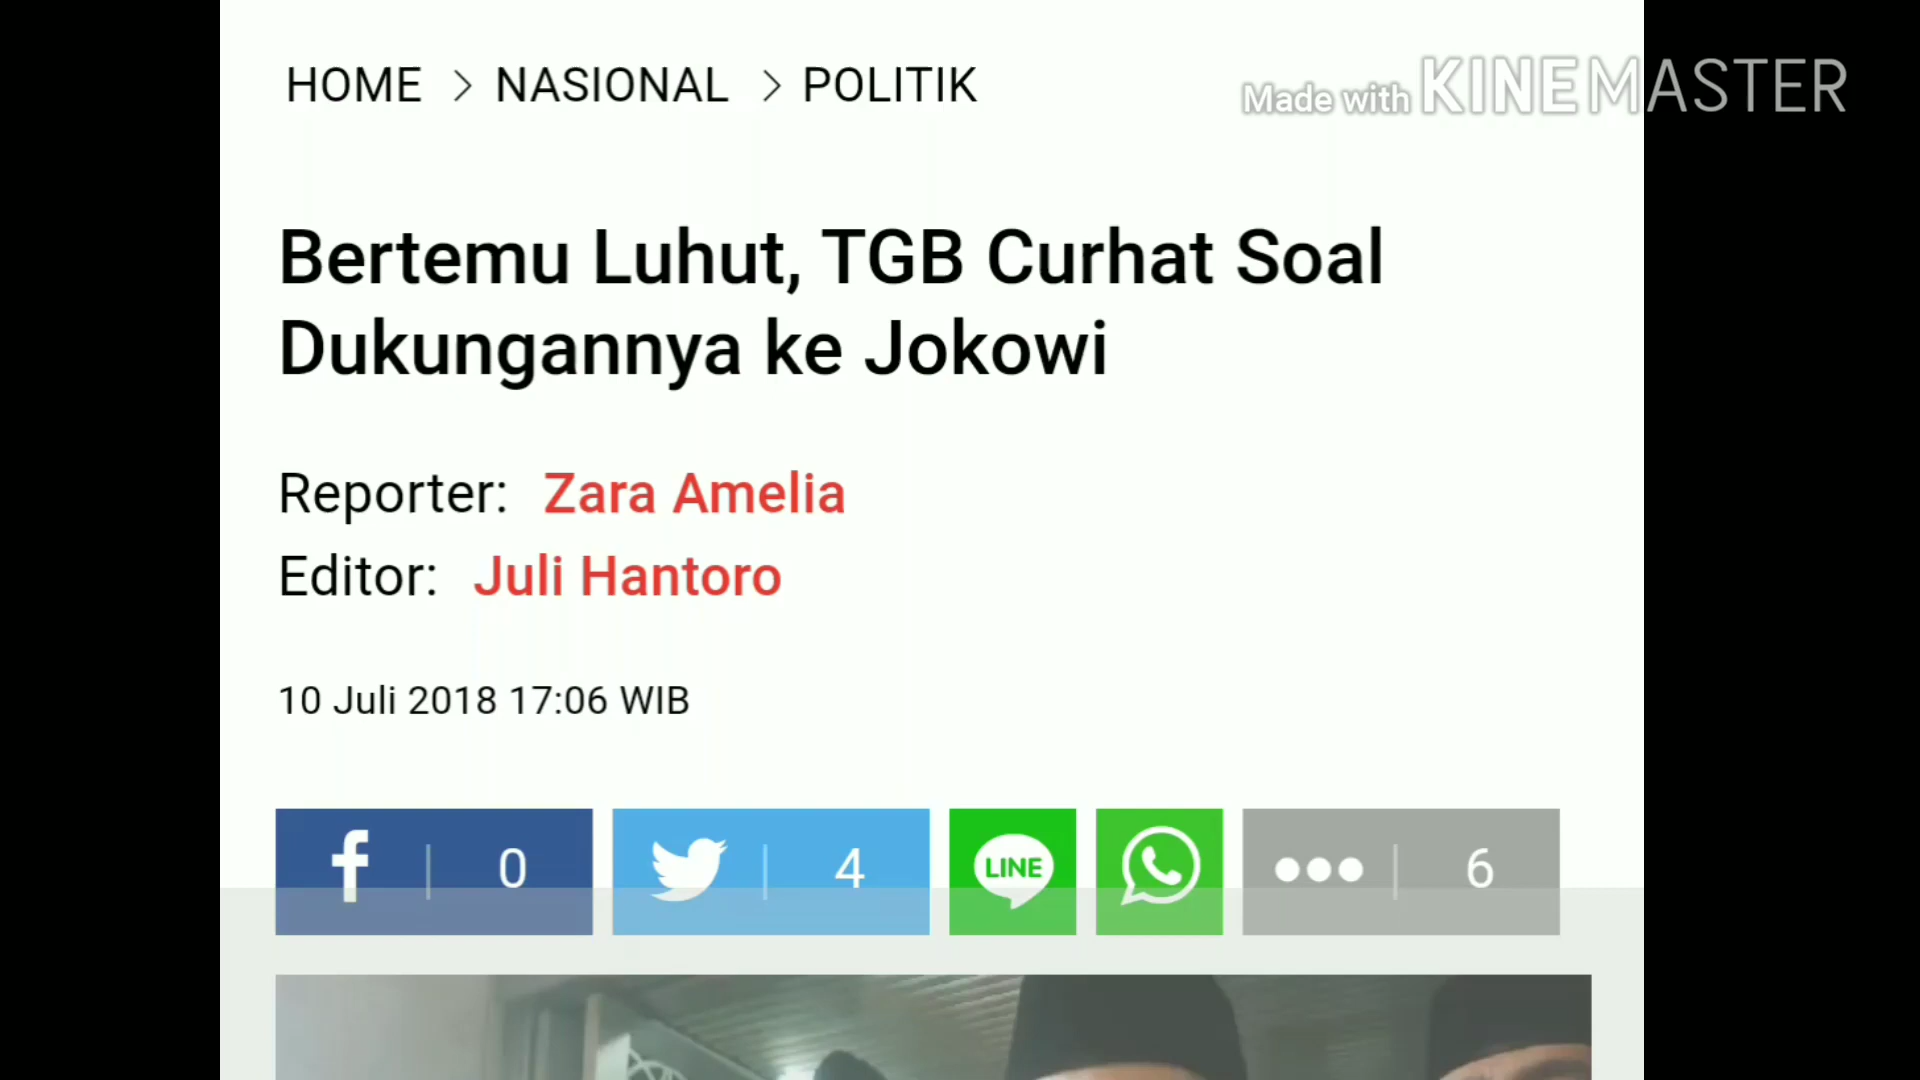 HOME > NASIONAL > POLITIK
Made with KINEMASTER
Bertemu Luhut, TGB Curhat Soal
Dukungannya ke Jokowi
Reporter: Zara Amelia
Editor: Juli Hantoro
10 Juli 2018 17:06 WIB
f | 0
| 4
LINE
••• | 6